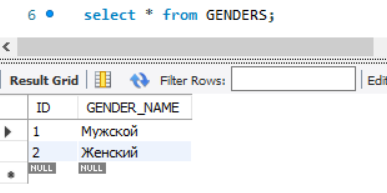 6 select * from GENDERS;
Result Grid Filter Rows: Edit
ID GENDER_NAME
1 Мужской
2 Женский
NULL NULL